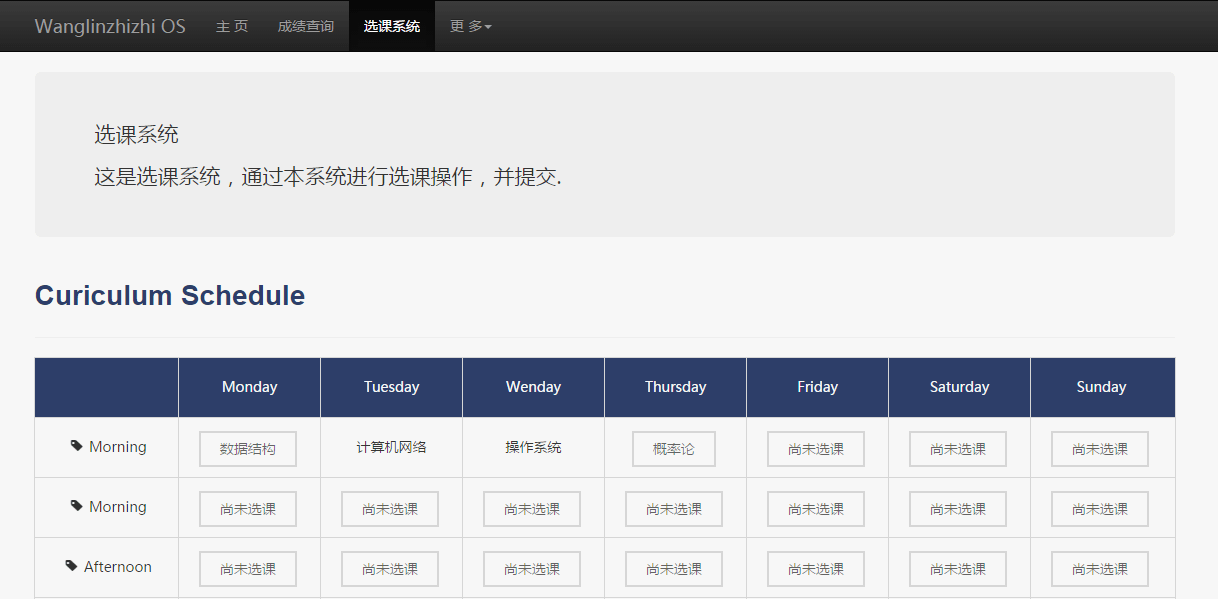 Wanglinzhizhi OS 主 页 成绩查询 选课系统 更 多
选课系统
这是选课系统，通过本系统进行选课操作，并提交.
Curiculum Schedule
Monday Tuesday Wenday Thursday Friday Saturday Sunday
Morning 数据结构 计算机网络 操作系统 概率论 尚未选课 尚未选课 尚未选课
Morning 尚未选课 尚未选课 尚未选课 尚未选课 尚未选课 尚未选课 尚未选课
Afternoon 尚未选课 尚未选课 尚未选课 尚未选课 尚未选课 尚未选课 尚未选课